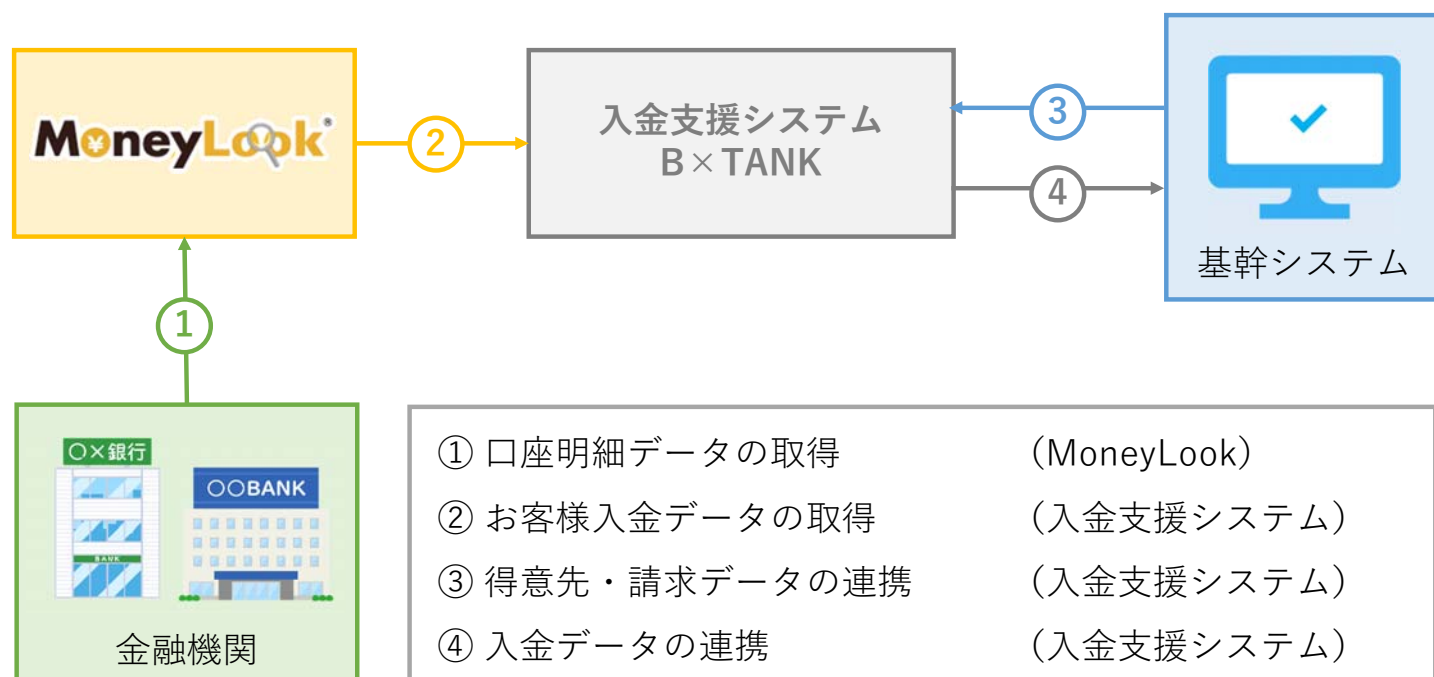 MoneyLook®
②
入金支援システム
B×TANK
③
④
基幹システム
①
〇×銀行
BANK
〇〇BANK
金融機関
① 口座明細データの取得 (MoneyLook)
② お客様入金データの取得 (入金支援システム)
③ 得意先・請求データの連携 (入金支援システム)
④ 入金データの連携 (入金支援システム)